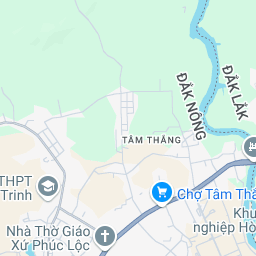 ĐẮK NÔNG
ĐẮK LẮK
TÂM THẮNG
THPT
Trinh
Chợ Tâm Thắ
Nhà Thờ Giáo
Xứ Phúc Lộc
Khu
nghiệp Hò